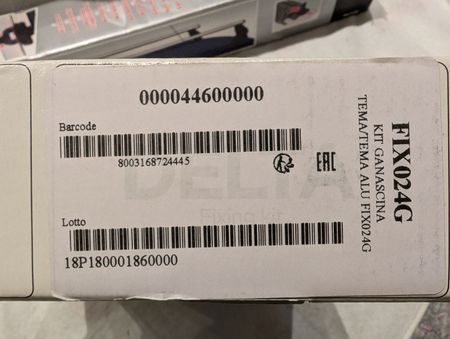 000044600000
Barcode
8003168724445
EAC
DELTA
Fixing kit
Lotto
18P180001860000
FIX024G
KIT GANASCINA
TEMA/TEMA ALU FIX024G